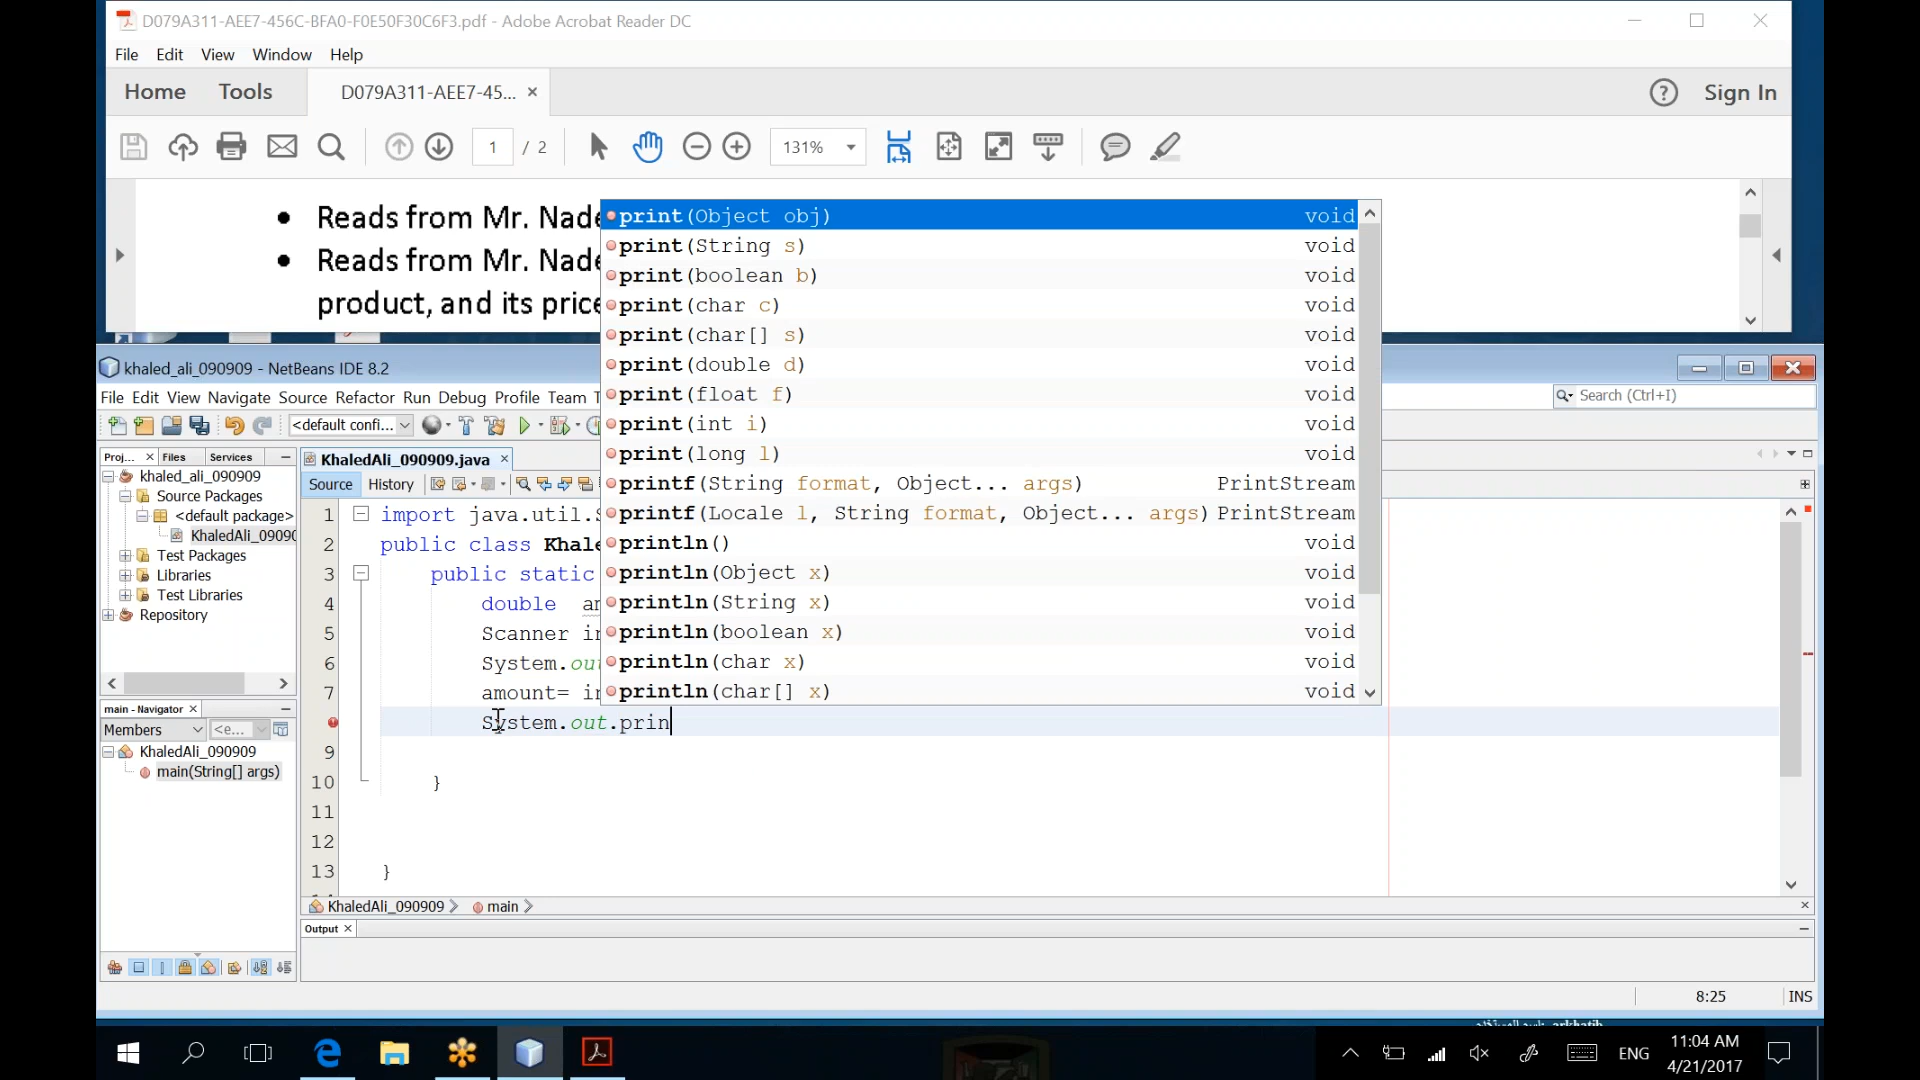 D079A311-AEE7-456C-BFA0-F0E50F30C6F3.pdf - Adobe Acrobat Reader DC
File Edit View Window Help
Home Tools D079A311-AEE7-45... × Sign In
1 / 2 131%
• Reads from Mr. Nade
• Reads from Mr. Nade
product, and its price
print(Object obj) void
print(String s) void
print(boolean b) void
print(char c) void
print(char[] s) void
print(double d) void
print(float f) void
print(int i) void
print(long l) void
printf(String format, Object... args) PrintStream
printf(Locale l, String format, Object... args) PrintStream
println() void
println(Object x) void
println(String x) void
println(boolean x) void
println(char x) void
println(char[] x) void
khaled_ali_090909 - NetBeans IDE 8.2
File Edit View Navigate Source Refactor Run Debug Profile Team T
Search (Ctrl+I)
<default confi...
Proj... × Files Services
khaled_ali_090909
Source Packages
<default package>
KhaledAli_09090
Test Packages
Libraries
Test Libraries
Repository
main - Navigator ×
Members <e...
KhaledAli_090909
main(String[] args)
KhaledAli_090909.java ×
Source History
1 import java.util.S
2 public class Khale
3 public static
4 double am
5 Scanner in
6 System.out
7 amount= in
System.out.prin
9
10 }
11
12
13 }
KhaledAli_090909 main
Output ×
8:25 INS
ENG
11:04 AM
4/21/2017